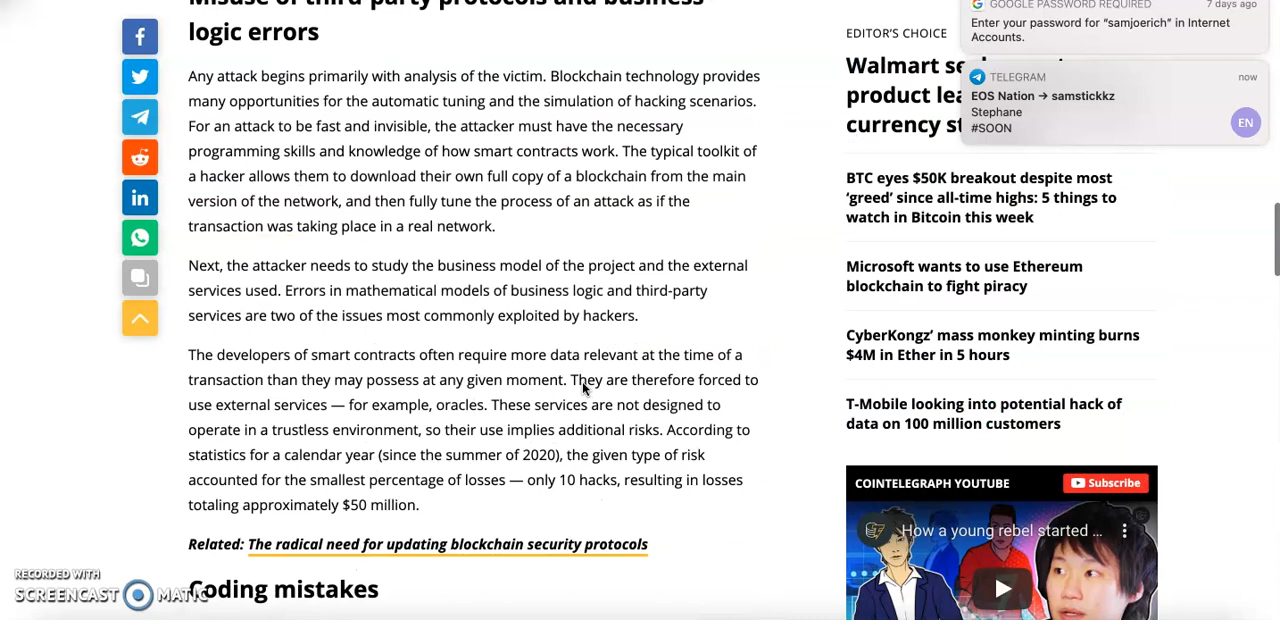 Misuse of third-party protocols and business
logic errors
Any attack begins primarily with analysis of the victim. Blockchain technology provides
many opportunities for the automatic tuning and the simulation of hacking scenarios.
For an attack to be fast and invisible, the attacker must have the necessary
programming skills and knowledge of how smart contracts work. The typical toolkit of
a hacker allows them to download their own full copy of a blockchain from the main
version of the network, and then fully tune the process of an attack as if the
transaction was taking place in a real network.
Next, the attacker needs to study the business model of the project and the external
services used. Errors in mathematical models of business logic and third-party
services are two of the issues most commonly exploited by hackers.
The developers of smart contracts often require more data relevant at the time of a
transaction than they may possess at any given moment. They are therefore forced to
use external services — for example, oracles. These services are not designed to
operate in a trustless environment, so their use implies additional risks. According to
statistics for a calendar year (since the summer of 2020), the given type of risk
accounted for the smallest percentage of losses — only 10 hacks, resulting in losses
totaling approximately $50 million.
Related: The radical need for updating blockchain security protocols
Coding mistakes
RECORDED WITH
SCREENCAST MATIC
GOOGLE PASSWORD REQUIRED 7 days ago
Enter your password for “samjoerich” in Internet
Accounts.
TELEGRAM now
EOS Nation → samstickkz
Stephane
#SOON
EN
EDITOR’S CHOICE
Walmart
product
currency
BTC eyes $50K breakout despite most
‘greed’ since all-time highs: 5 things to
watch in Bitcoin this week
Microsoft wants to use Ethereum
blockchain to fight piracy
CyberKongz’ mass monkey minting burns
$4M in Ether in 5 hours
T-Mobile looking into potential hack of
data on 100 million customers
COINTELEGRAPH YOUTUBE Subscribe
How a young rebel started ...